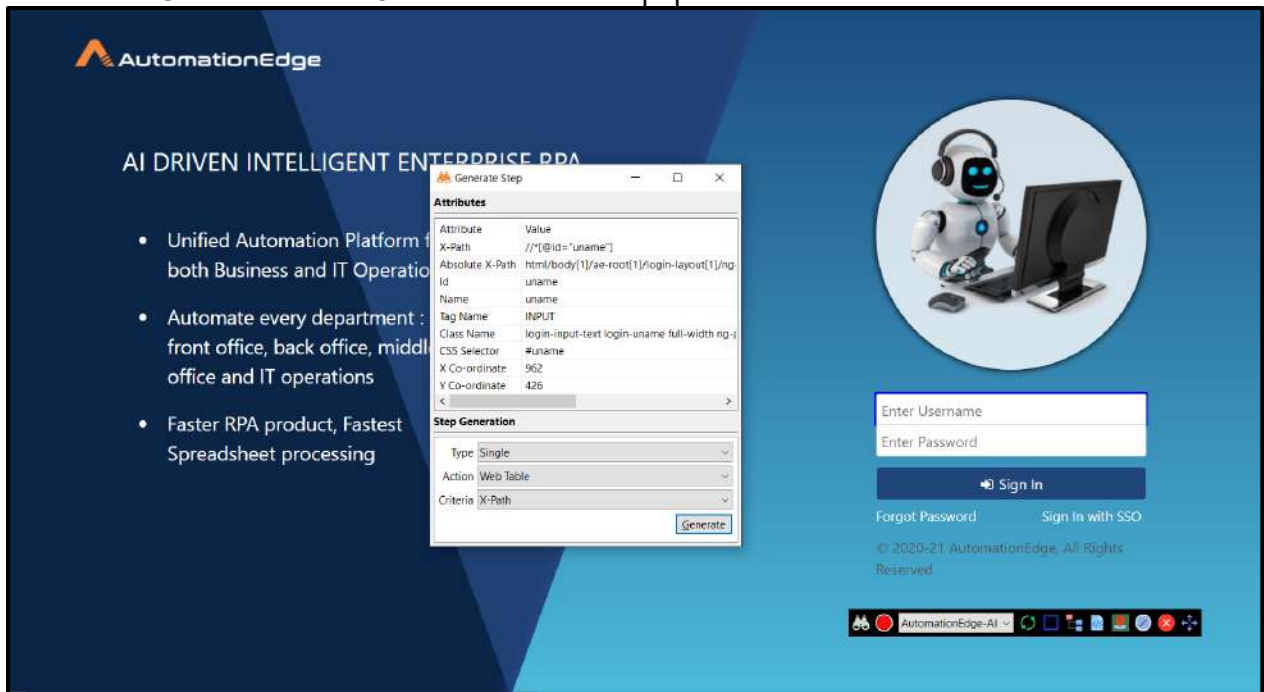 AutomationEdge
AI DRIVEN INTELLIGENT ENTERPRISE RPA
• Unified Automation Platform f
both Business and IT Operatio
• Automate every department :
front office, back office, middl
office and IT operations
• Faster RPA product, Fastest
Spreadsheet processing
Generate Step
Attributes
Attribute Value
X-Path //*[@id="uname"]
Absolute X-Path html/body[1]/ae-root[1]/login-layout[1]/ng-
Id uname
Name uname
Tag Name INPUT
Class Name login-input-text login-uname full-width ng-p
CSS Selector #uname
X Co-ordinate 962
Y Co-ordinate 426
Step Generation
Type Single
Action Web Table
Criteria X-Path
Generate
Enter Username
Enter Password
Sign In
Forgot Password Sign In with SSO
© 2020-21 AutomationEdge, All Rights
Reserved
AutomationEdge-AI